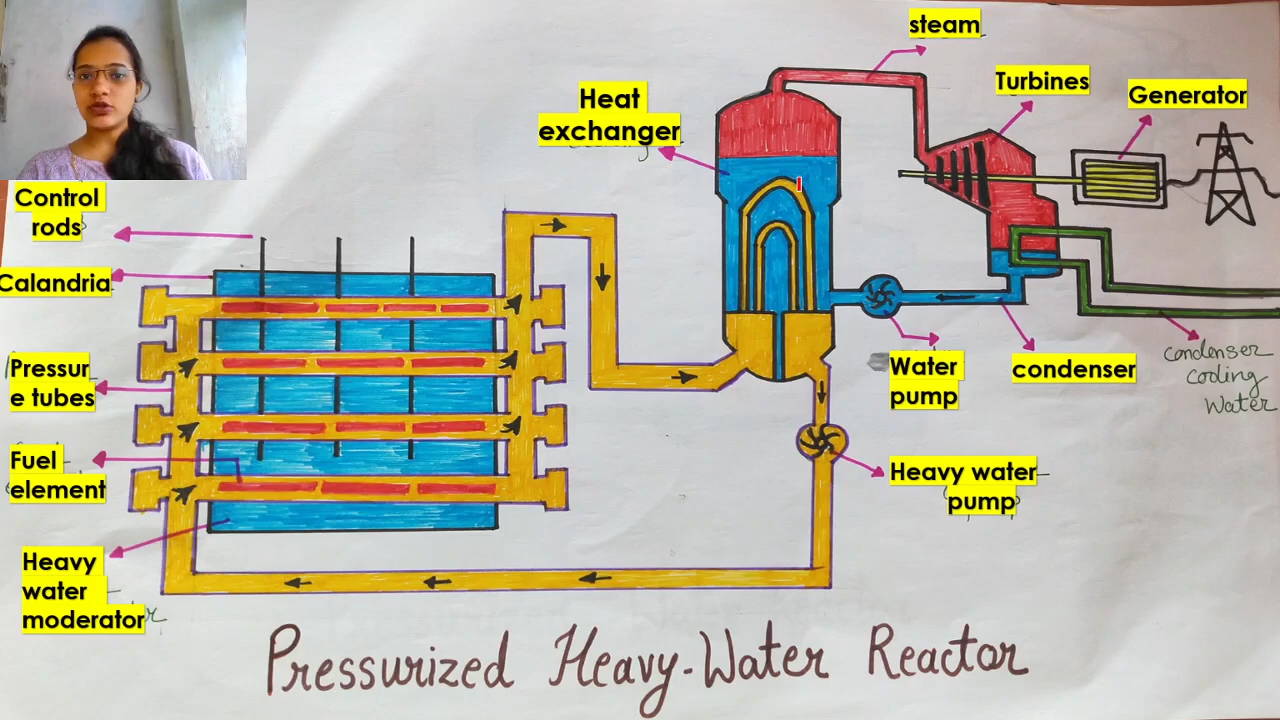 steam
Turbines
Generator
Heat
exchanger
Control
rods
Calandria
Pressur
e tubes
Fuel
element
Heavy
water
moderator
Water
pump
condenser
condenser
cooling
Water
Heavy water
pump
Pressurized Heavy-Water Reactor